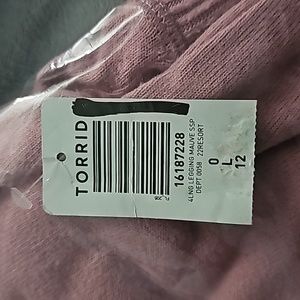 TORRID
16187228
4LNG LEGGING MAUVE SSP
DEPT 0058 22RESORT
0
L
12